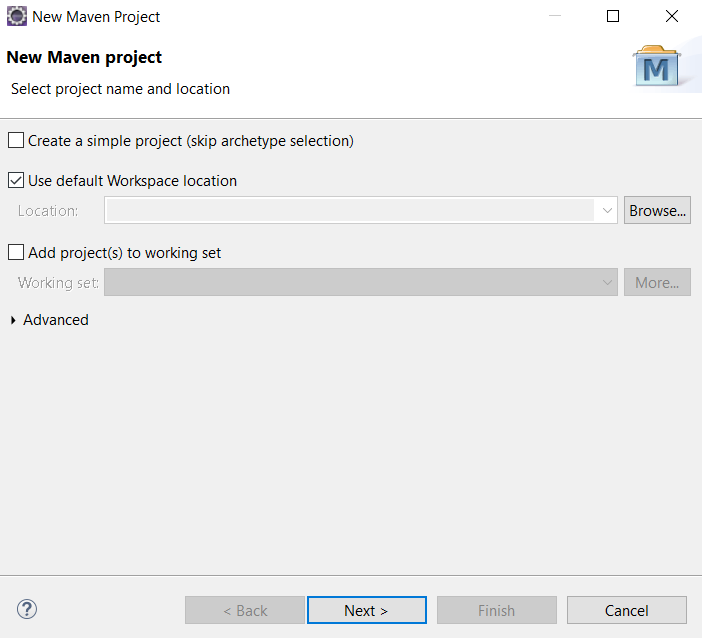 New Maven Project
New Maven project
Select project name and location
M
Create a simple project (skip archetype selection)
Use default Workspace location
Location:
Browse...
Add project(s) to working set
Working set:
More...
Advanced
?
< Back
Next >
Finish
Cancel